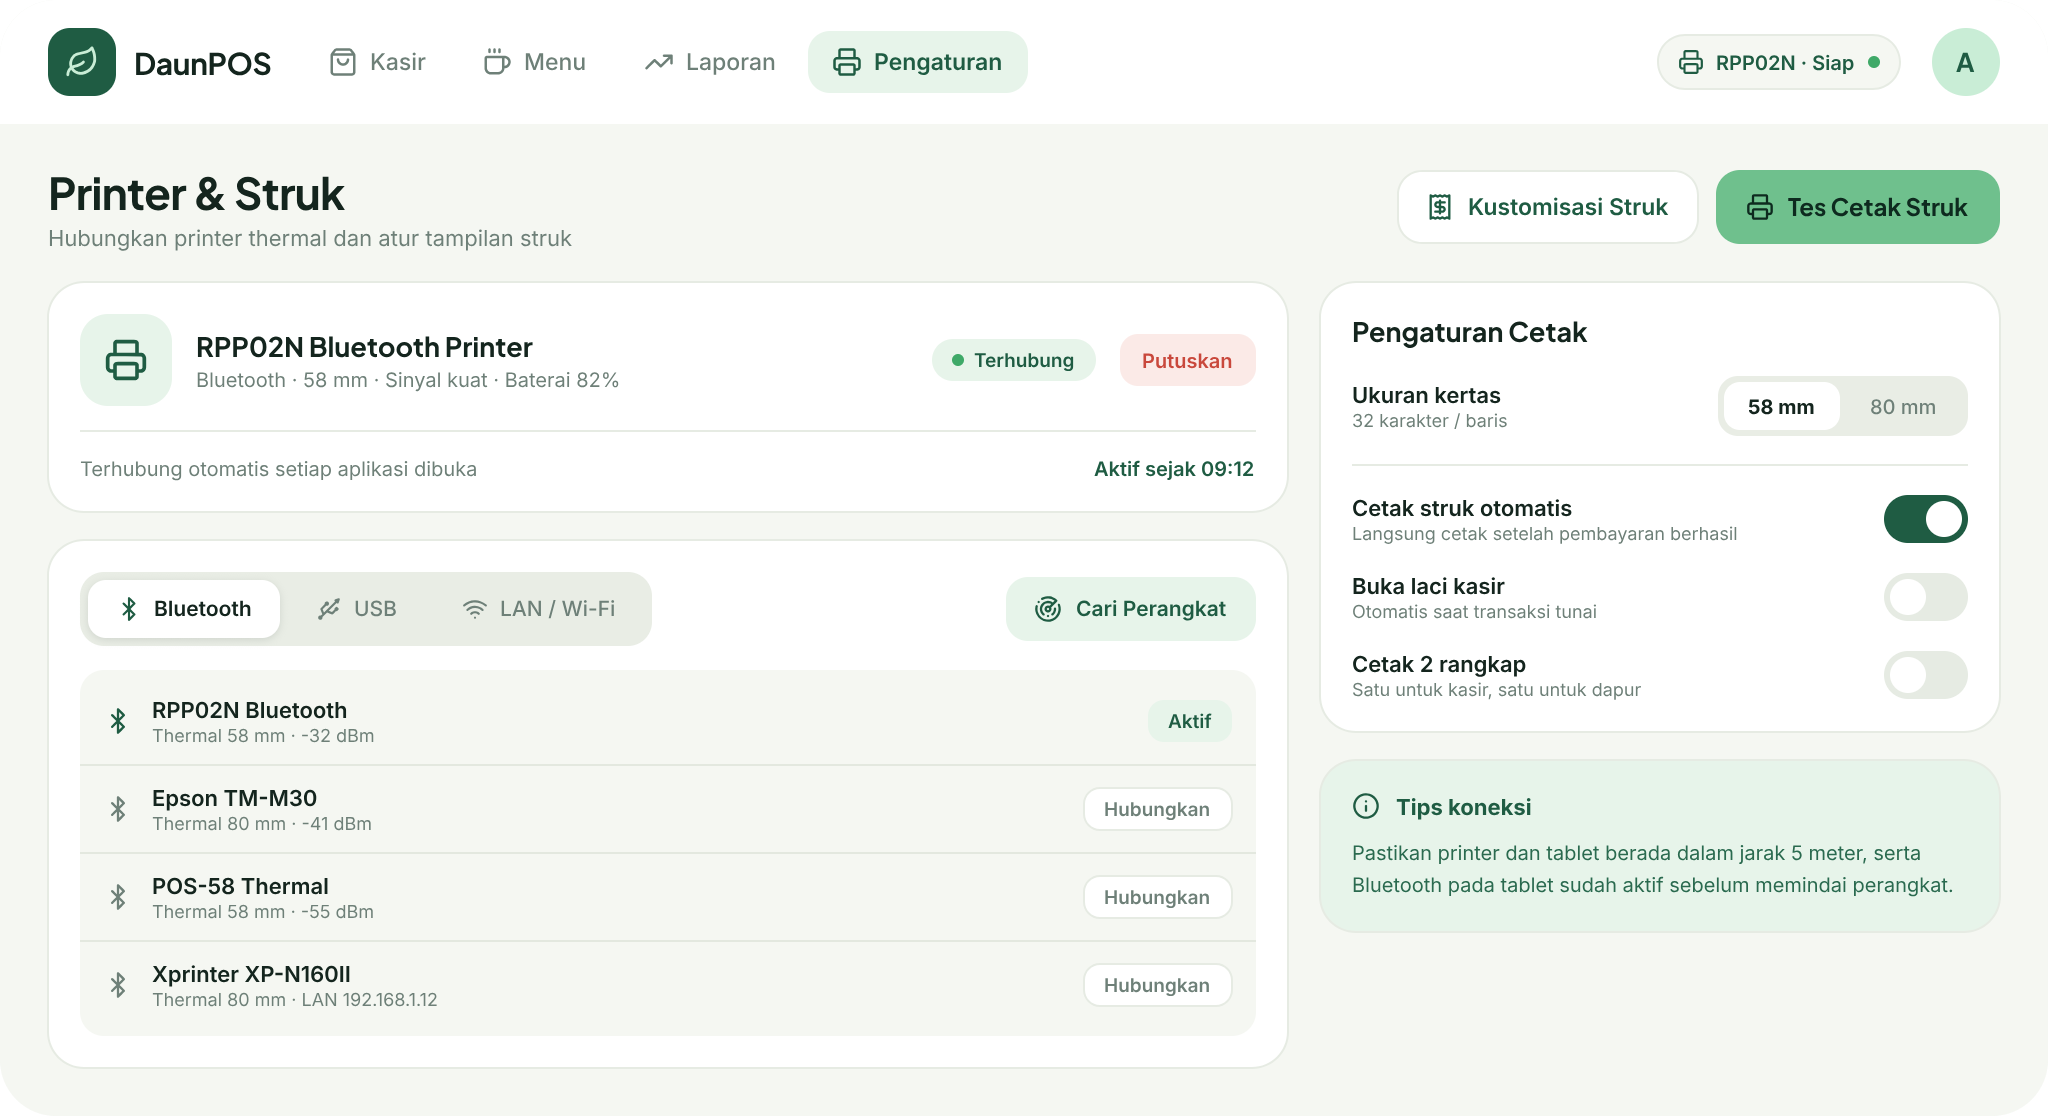 DaunPOS
Kasir
Menu
Laporan
Pengaturan
RPP02N · Siap
A
Printer & Struk
Hubungkan printer thermal dan atur tampilan struk
Kustomisasi Struk
Tes Cetak Struk
RPP02N Bluetooth Printer
Bluetooth · 58 mm · Sinyal kuat · Baterai 82%
Terhubung
Putuskan
Terhubung otomatis setiap aplikasi dibuka
Aktif sejak 09:12
Bluetooth
USB
LAN / Wi-Fi
Cari Perangkat
RPP02N Bluetooth
Thermal 58 mm · -32 dBm
Aktif
Epson TM-M30
Thermal 80 mm · -41 dBm
Hubungkan
POS-58 Thermal
Thermal 58 mm · -55 dBm
Hubungkan
Xprinter XP-N160II
Thermal 80 mm · LAN 192.168.1.12
Hubungkan
Pengaturan Cetak
Ukuran kertas
32 karakter / baris
58 mm
80 mm
Cetak struk otomatis
Langsung cetak setelah pembayaran berhasil
Buka laci kasir
Otomatis saat transaksi tunai
Cetak 2 rangkap
Satu untuk kasir, satu untuk dapur
Tips koneksi
Pastikan printer dan tablet berada dalam jarak 5 meter, serta
Bluetooth pada tablet sudah aktif sebelum memindai perangkat.